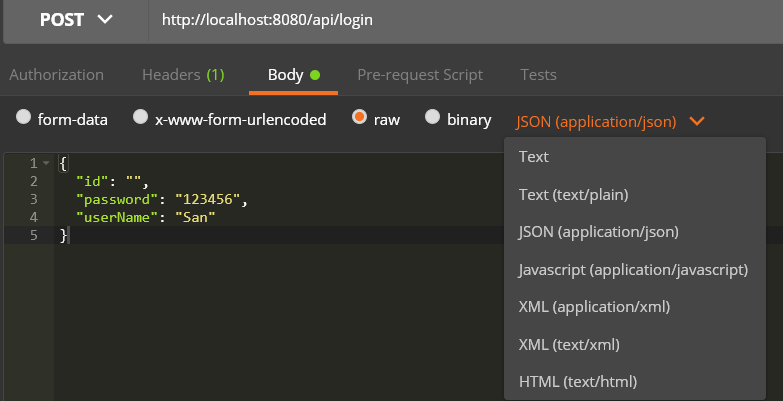 POST http://localhost:8080/api/login
Authorization Headers (1) Body Pre-request Script Tests
form-data x-www-form-urlencoded raw binary JSON (application/json)
1 {
2 "id": "",
3 "password": "123456",
4 "userName": "San"
5 }
Text
Text (text/plain)
JSON (application/json)
Javascript (application/javascript)
XML (application/xml)
XML (text/xml)
HTML (text/html)